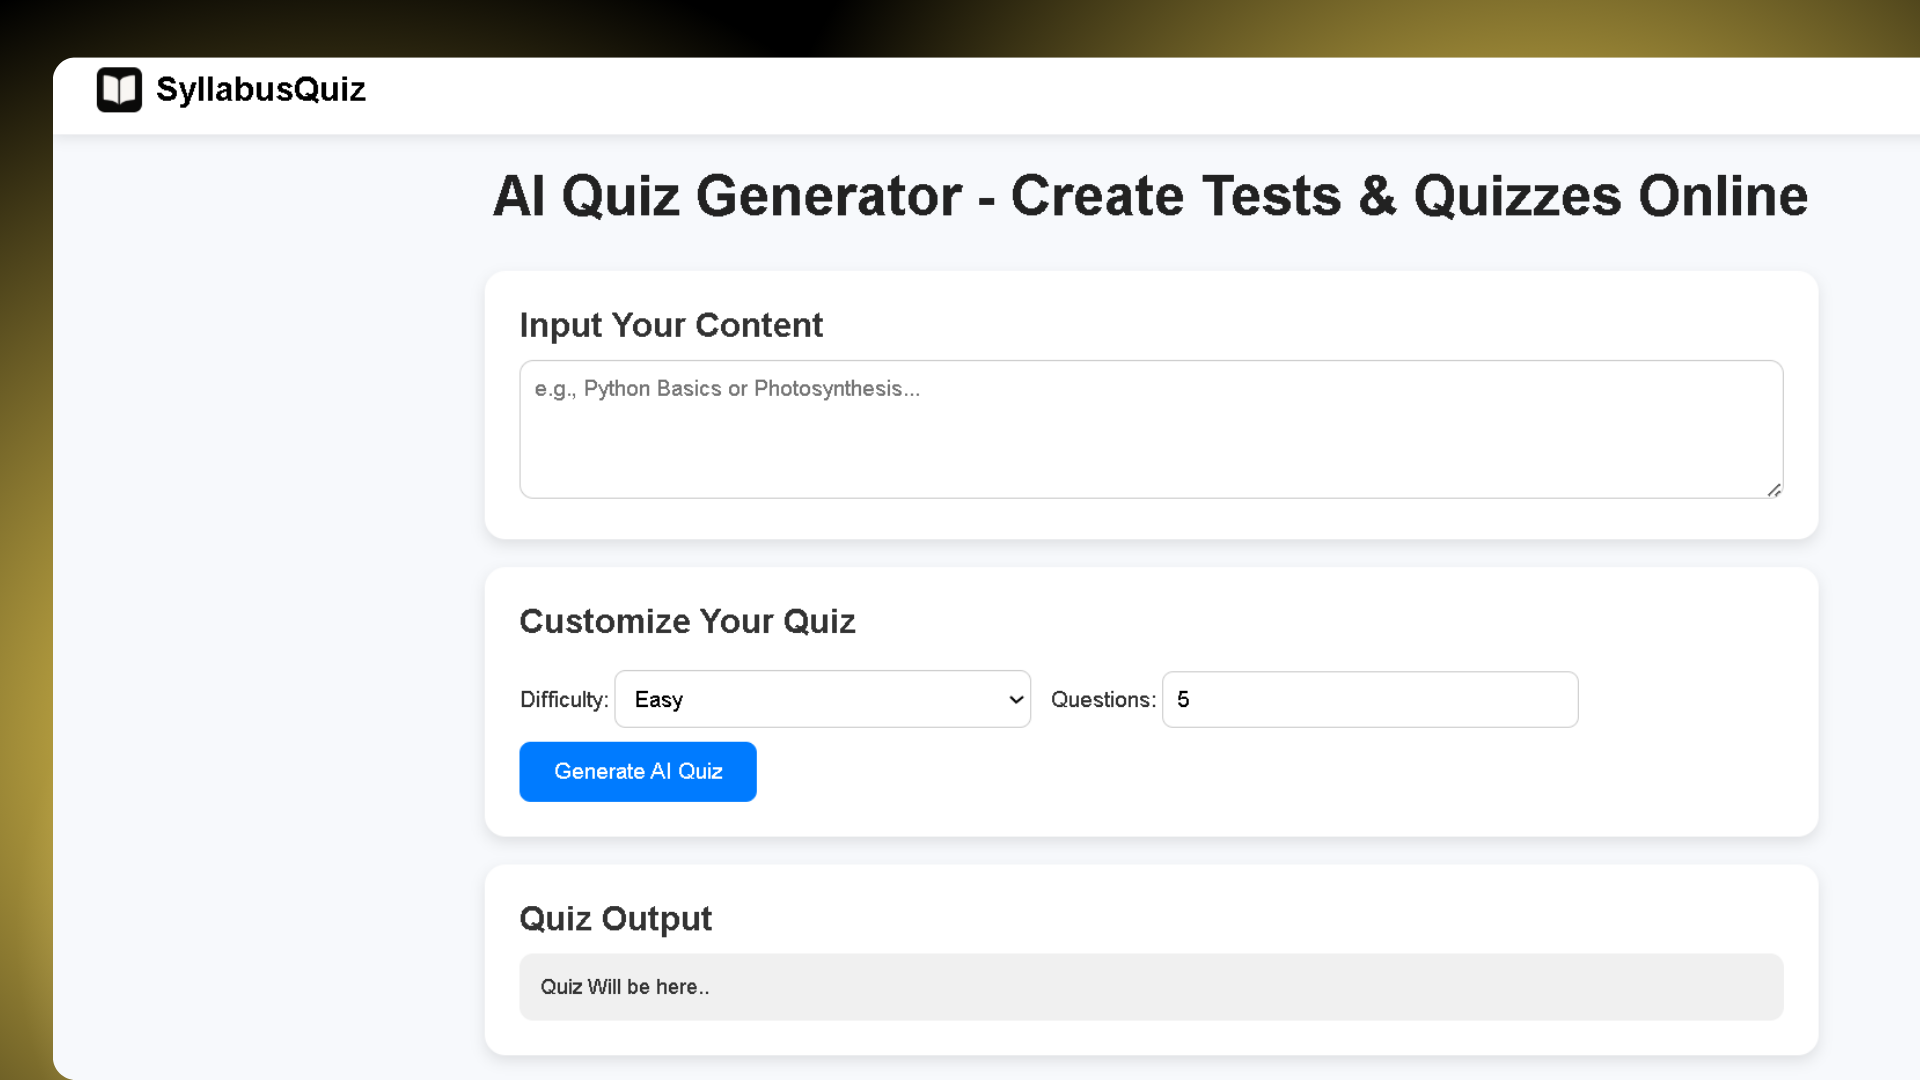 SyllabusQuiz
AI Quiz Generator - Create Tests & Quizzes Online
Input Your Content
e.g., Python Basics or Photosynthesis...
Customize Your Quiz
Difficulty: Easy Questions: 5
Generate AI Quiz
Quiz Output
Quiz Will be here..